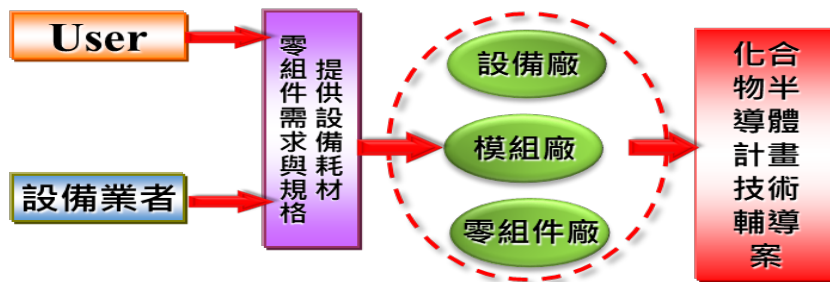 User
設備業者
提供設備耗材
零組件需求與規格
設備廠
模組廠
零組件廠
化合
物半
導體
計畫
技術
輔導
案